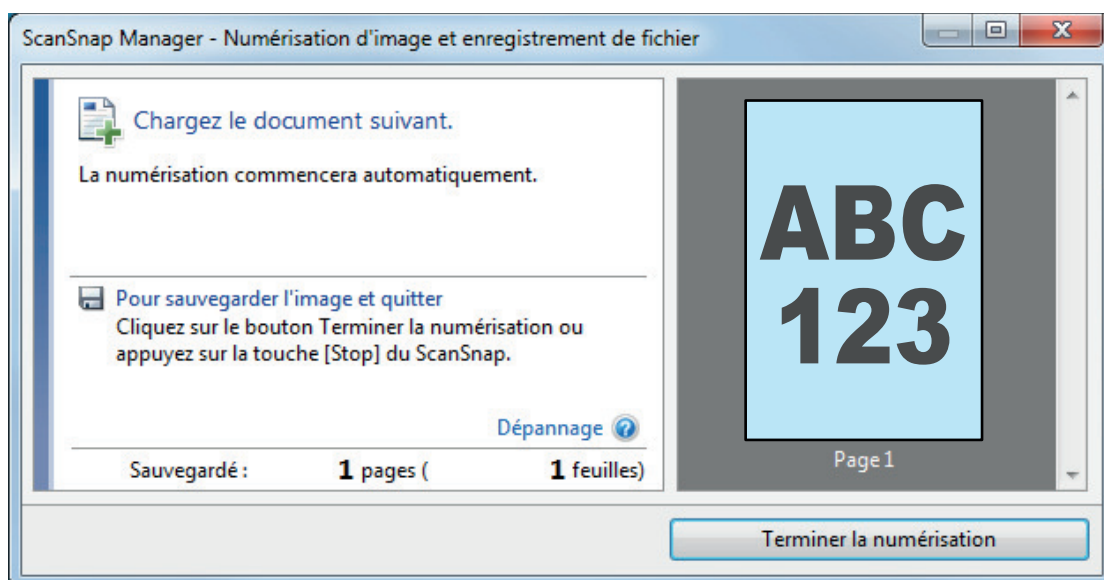 ScanSnap Manager - Numérisation d'image et enregistrement de fichier
Chargez le document suivant.
La numérisation commencera automatiquement.
Pour sauvegarder l'image et quitter
Cliquez sur le bouton Terminer la numérisation ou
appuyez sur la touche [Stop] du ScanSnap.
Dépannage
Sauvegardé : 1 pages ( 1 feuilles)
ABC
123
Page 1
Terminer la numérisation